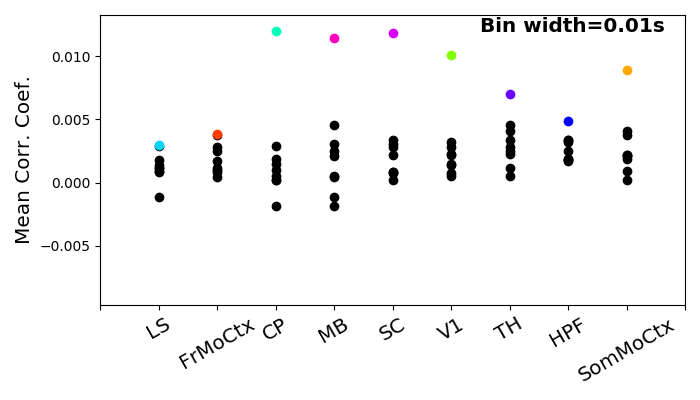 Bin width=0.01s
Mean Corr. Coef.
0.010
0.005
0.000
−0.005
LS
FrMoCtx
CP
MB
SC
V1
TH
HPF
SomMoCtx